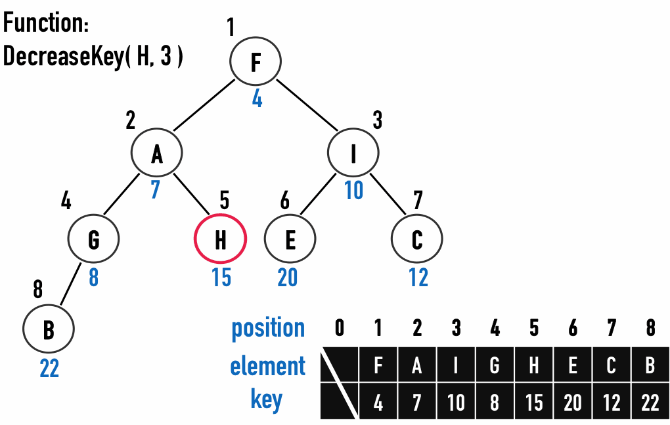 Function:
DecreaseKey( H, 3 )
1
F
4
2
A
7
3
I
10
4
G
8
5
H
15
6
E
20
7
C
12
8
B
22
position 0 1 2 3 4 5 6 7 8
element F A I G H E C B
key 4 7 10 8 15 20 12 22